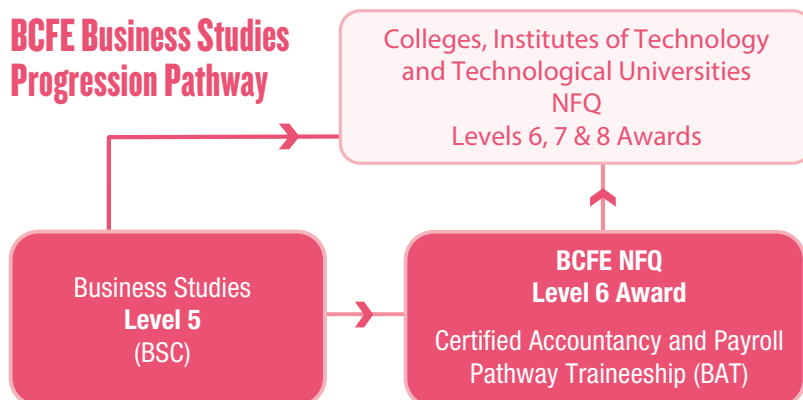 BCFE Business Studies
Progression Pathway
Colleges, Institutes of Technology
and Technological Universities
NFQ
Levels 6, 7 & 8 Awards
Business Studies
Level 5
(BSC)
BCFE NFQ
Level 6 Award
Certified Accountancy and Payroll
Pathway Traineeship (BAT)